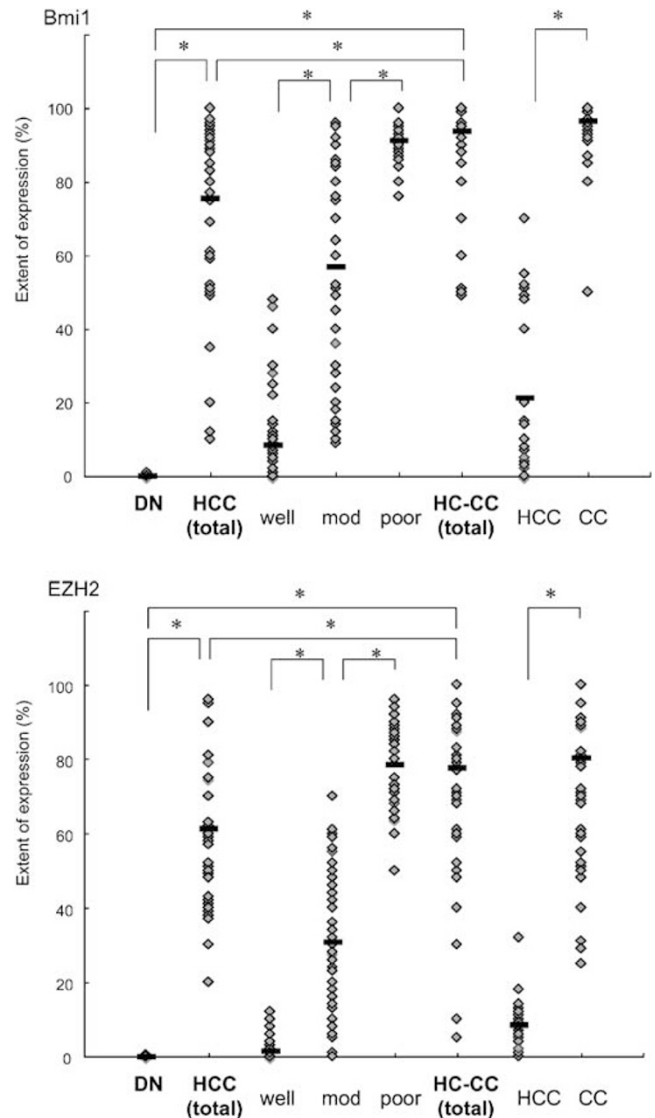 Bmi1
*
*
*
*
*
*
Extent of expression (%)
100
80
60
40
20
0
DN
HCC
(total)
well
mod
poor
HC-CC
(total)
HCC
CC
EZH2
*
*
*
*
*
*
Extent of expression (%)
100
80
60
40
20
0
DN
HCC
(total)
well
mod
poor
HC-CC
(total)
HCC
CC